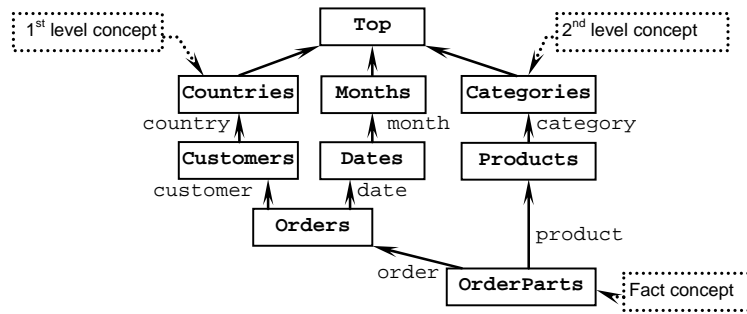 Top
1st level concept
2nd level concept
Countries
Months
Categories
country
month
category
Customers
Dates
Products
customer
date
Orders
product
order
OrderParts
Fact concept